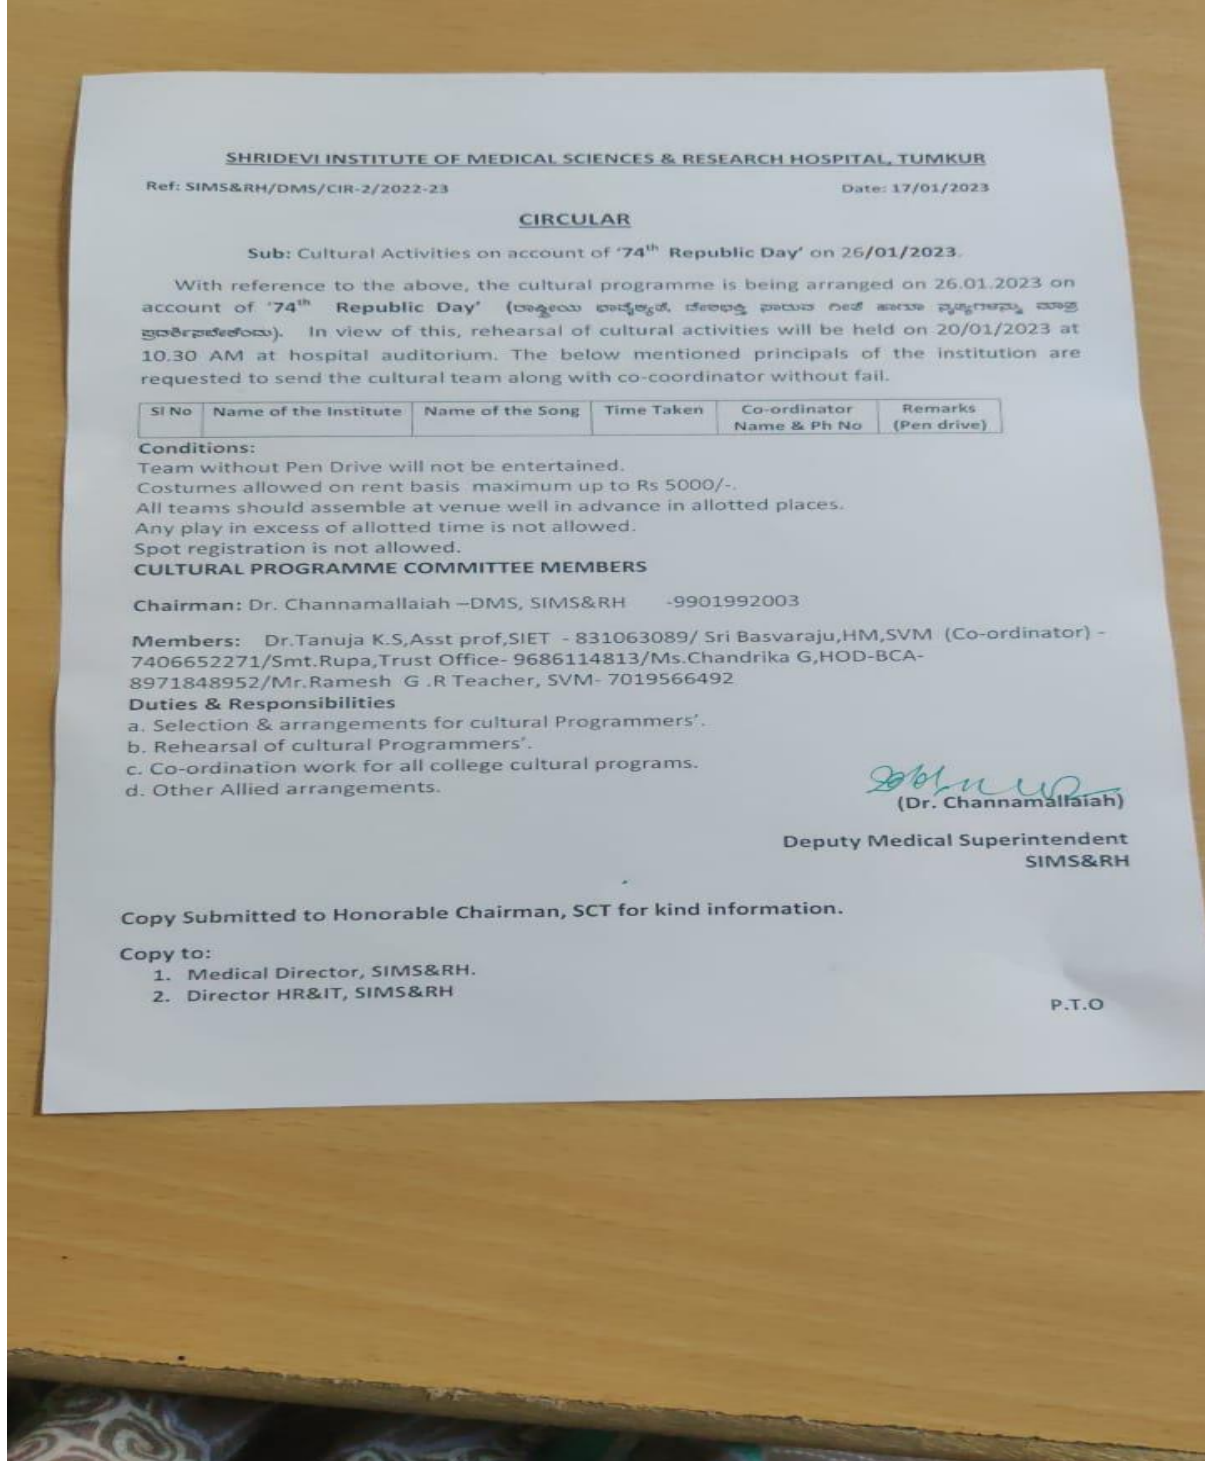 SHRIDEVI INSTITUTE OF MEDICAL SCIENCES & RESEARCH HOSPITAL, TUMKUR
Ref: SIMS&RH/DMS/CIR-2/2022-23 Date: 17/01/2023
CIRCULAR
Sub: Cultural Activities on account of '74th Republic Day' on 26/01/2023.
With reference to the above, the cultural programme is being arranged on 26.01.2023 on
account of '74th Republic Day' (ರಾಷ್ಟ್ರೀಯ
In view of this, rehearsal of cultural activities will be held on 20/01/2023 at
10.30 AM at hospital auditorium. The below mentioned principals of the institution are
requested to send the cultural team along with co-coordinator without fail.
Sl No Name of the Institute Name of the Song Time Taken Co-ordinator Remarks
Name & Ph No (Pen drive)
Conditions:
Team without Pen Drive will not be entertained.
Costumes allowed on rent basis maximum up to Rs 5000/-.
All teams should assemble at venue well in advance in allotted places.
Any play in excess of allotted time is not allowed.
Spot registration is not allowed.
CULTURAL PROGRAMME COMMITTEE MEMBERS
Chairman: Dr. Channamallaiah –DMS, SIMS&RH -9901992003
Members: Dr.Tanuja K.S,Asst prof,SIET - 831063089/ Sri Basvaraju,HM,SVM (Co-ordinator) -
7406652271/Smt.Rupa,Trust Office- 9686114813/Ms.Chandrika G,HOD-BCA-
8971848952/Mr.Ramesh G .R Teacher, SVM- 7019566492
Duties & Responsibilities
a. Selection & arrangements for cultural Programmers'.
b. Rehearsal of cultural Programmers'.
c. Co-ordination work for all college cultural programs.
d. Other Allied arrangements.
(Dr. Channamallaiah)
Deputy Medical Superintendent
SIMS&RH
Copy Submitted to Honorable Chairman, SCT for kind information.
Copy to:
1. Medical Director, SIMS&RH.
2. Director HR&IT, SIMS&RH
P.T.O